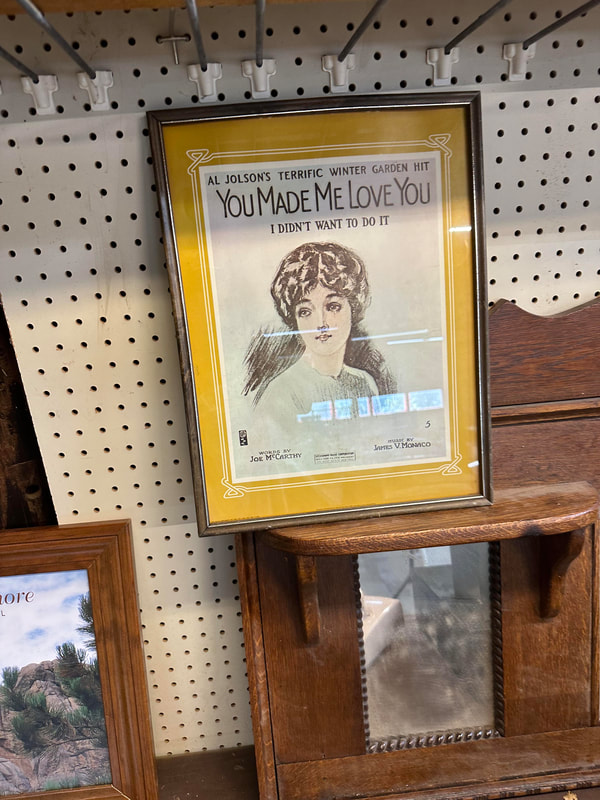 AL JOLSON'S TERRIFIC WINTER GARDEN HIT
YOU MADE ME LOVE YOU
I DIDN'T WANT TO DO IT
5
WORDS BY
JOE MCCARTHY
MUSIC BY
JAMES V. MONACO
nore
L